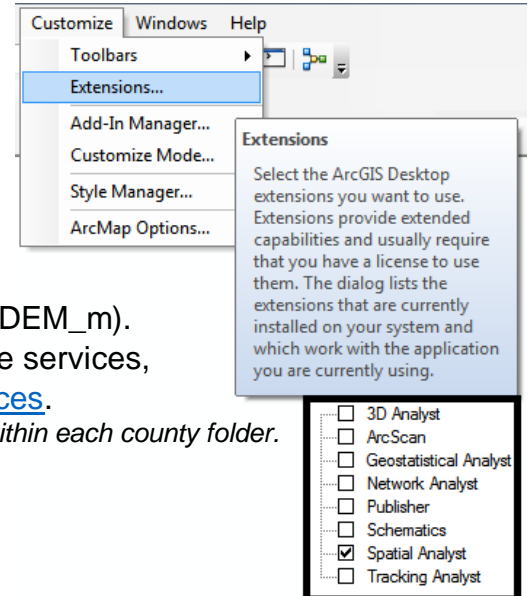 Customize Windows Help
Toolbars
Extensions...
Add-In Manager...
Customize Mode...
Style Manager...
ArcMap Options...
Extensions
Select the ArcGIS Desktop
extensions you want to use.
Extensions provide extended
capabilities and usually require
that you have a license to use
them. The dialog lists the
extensions that are currently
installed on your system and
which work with the application
you are currently using.
DEM_m).
e services,
ces.
ithin each county folder.
3D Analyst
ArcScan
Geostatistical Analyst
Network Analyst
Publisher
Schematics
Spatial Analyst
Tracking Analyst